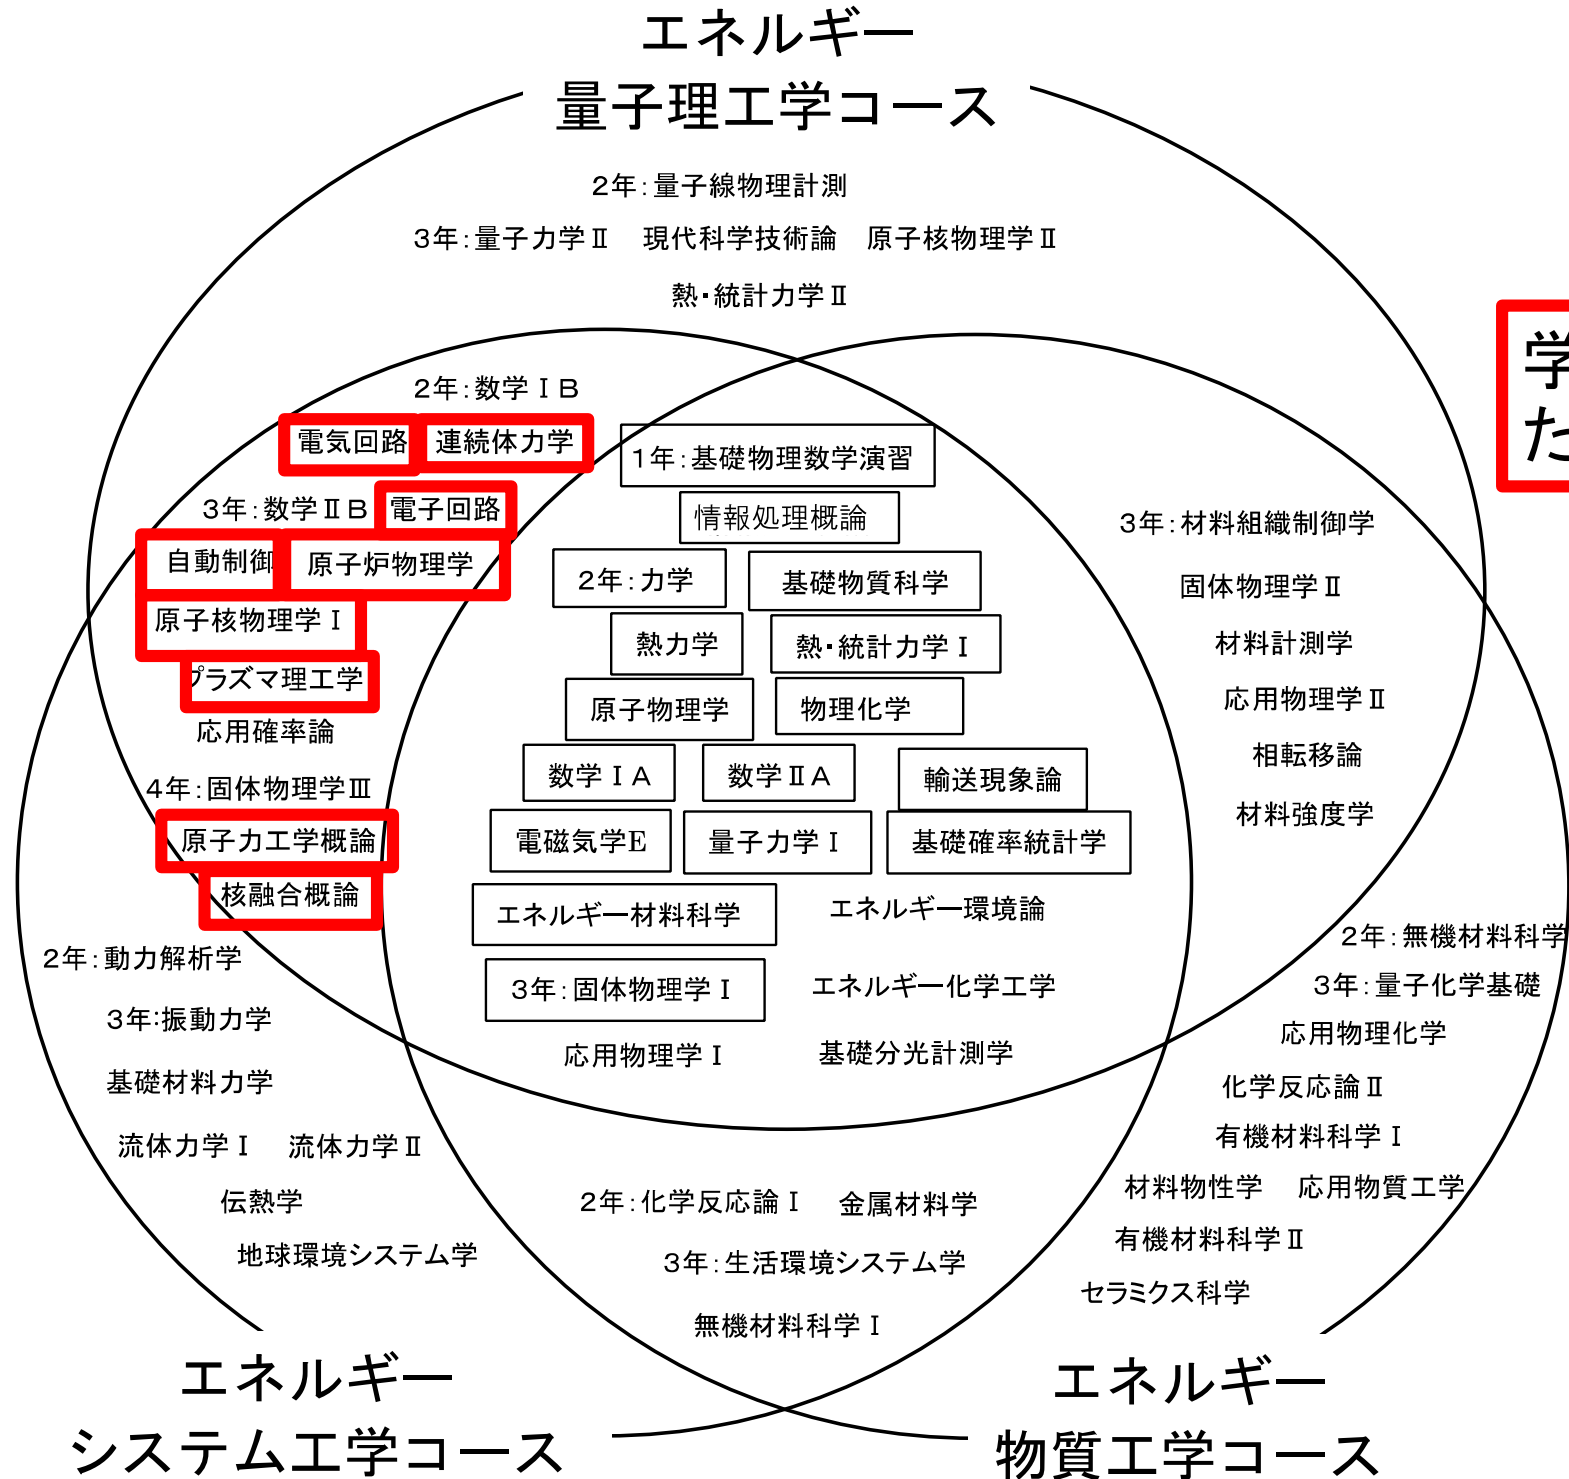 エネルギー
量子理工学コース
２年：量子線物理計測
３年：量子力学Ⅱ　現代科学技術論　原子核物理学Ⅱ
熱・統計力学Ⅱ
学
た
２年：数学ⅠＢ
電気回路　連続体力学
３年：数学ⅡＢ　電子回路
自動制御　原子炉物理学
原子核物理学Ⅰ
プラズマ理工学
応用確率論
４年：固体物理学Ⅲ
原子力工学概論
核融合概論
１年：基礎物理数学演習
情報処理概論
２年：力学　基礎物質科学
熱力学　熱・統計力学Ⅰ
原子物理学　物理化学
数学ⅠＡ　数学ⅡＡ　輸送現象論
電磁気学E　量子力学Ⅰ　基礎確率統計学
エネルギー材料科学　エネルギー環境論
３年：固体物理学Ⅰ　エネルギー化学工学
応用物理学Ⅰ　基礎分光計測学
３年：材料組織制御学
固体物理学Ⅱ
材料計測学
応用物理学Ⅱ
相転移論
材料強度学
２年：動力解析学
３年：振動力学
基礎材料力学
流体力学Ⅰ　流体力学Ⅱ
伝熱学
地球環境システム学
２年：化学反応論Ⅰ　金属材料学
３年：生活環境システム学
無機材料科学Ⅰ
２年：無機材料科学
３年：量子化学基礎
応用物理化学
化学反応論Ⅱ
有機材料科学Ⅰ
材料物性学　応用物質工学
有機材料科学Ⅱ
セラミクス科学
エネルギー
システム工学コース
エネルギー
物質工学コース